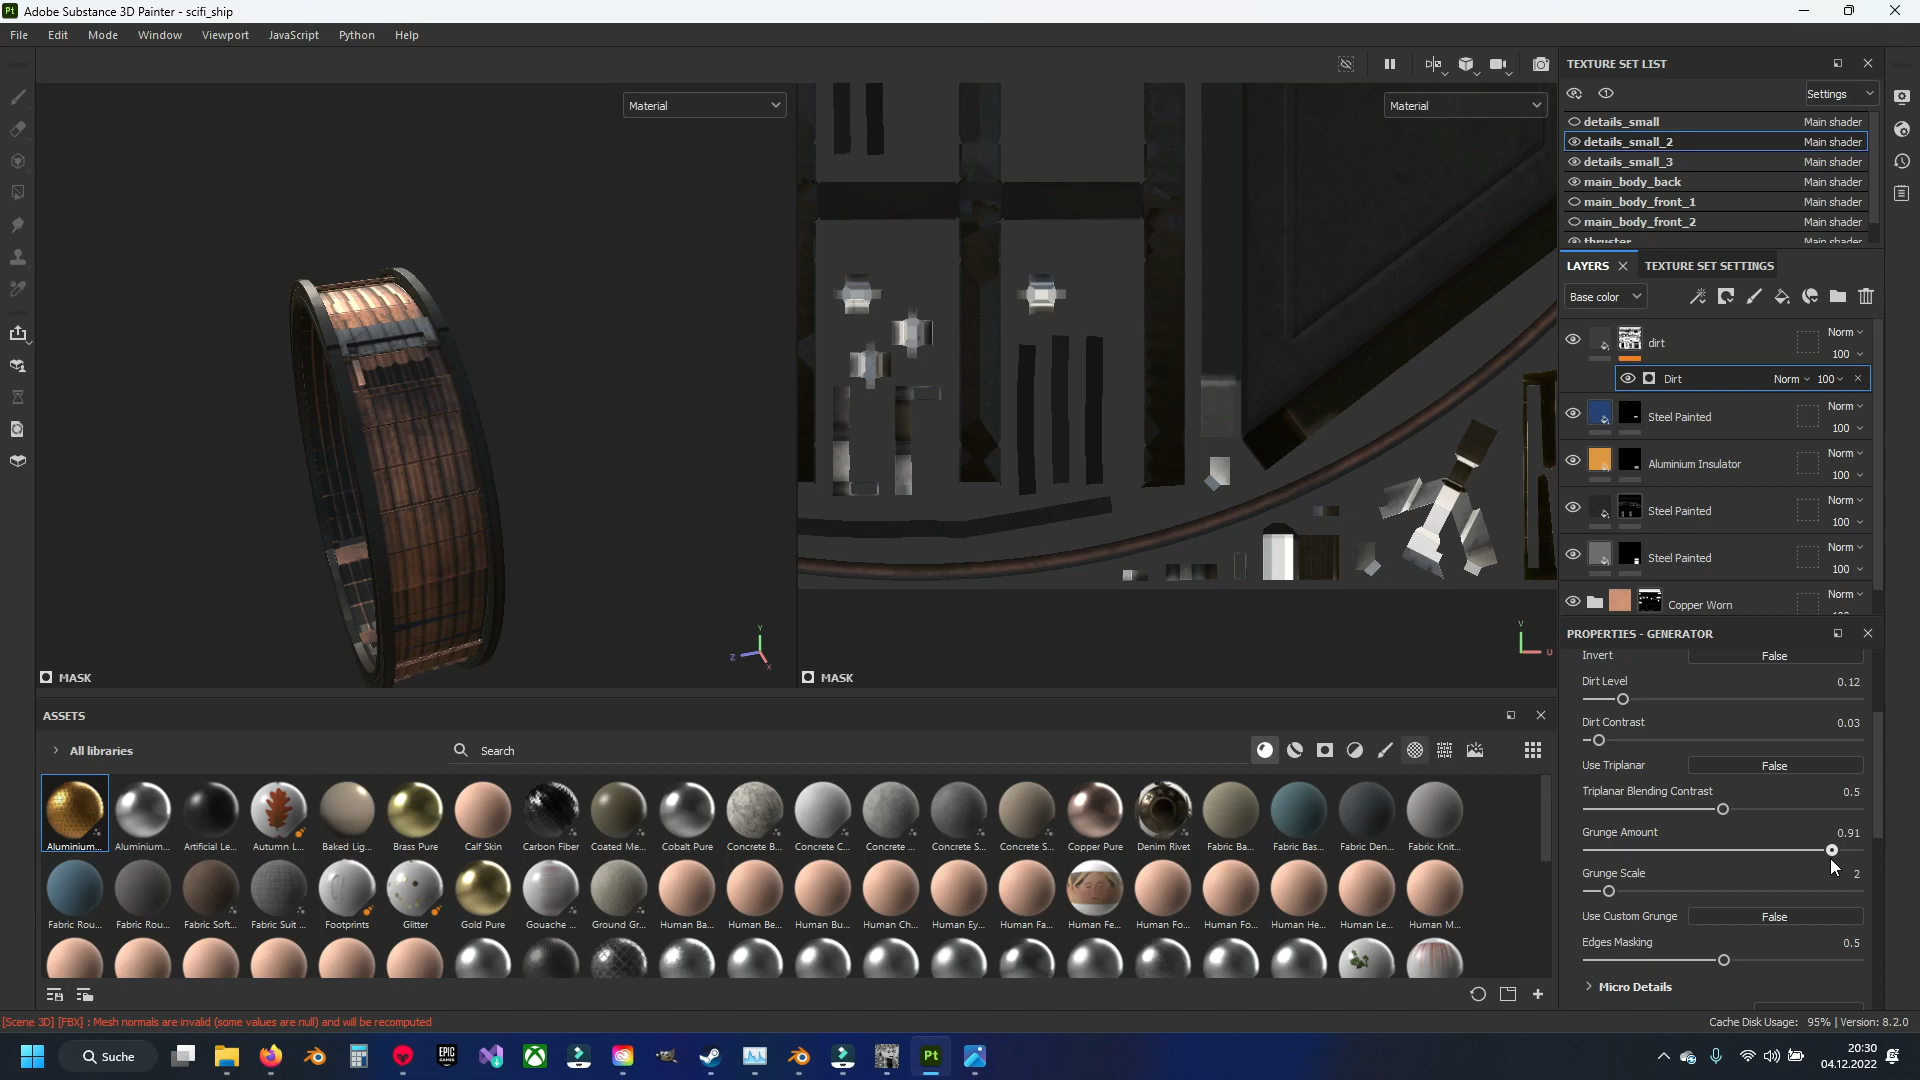 Pt Adobe Substance 3D Painter - scifi_ship
File Edit Mode Window Viewport JavaScript Python Help
Material
Material
TEXTURE SET LIST
Settings
details_small Main shader
details_small_2 Main shader
details_small_3 Main shader
main_body_back Main shader
main_body_front_1 Main shader
main_body_front_2 Main shader
thruster Main shader
LAYERS TEXTURE SET SETTINGS
Base color
dirt Norm 100
Dirt Norm 100
Steel Painted Norm 100
Aluminium Insulator Norm 100
Steel Painted Norm 100
Steel Painted Norm 100
Copper Worn Norm 100
Y
Z
X
V
U
MASK
MASK
PROPERTIES - GENERATOR
Invert False
Dirt Level 0.12
Dirt Contrast 0.03
Use Triplanar False
Triplanar Blending Contrast 0.5
Grunge Amount 0.91
Grunge Scale 2
Use Custom Grunge False
Edges Masking 0.5
Micro Details
ASSETS
All libraries
Search
Aluminium... Aluminium... Artificial Le... Autumn L... Baked Lig... Brass Pure Calf Skin Carbon Fiber Coated Me... Cobalt Pure Concrete B... Concrete C... Concrete ... Concrete S... Concrete S... Copper Pure Denim Rivet Fabric Ba... Fabric Bas... Fabric Den... Fabric Knit...
Fabric Rou... Fabric Rou... Fabric Soft... Fabric Suit ... Footprints Glitter Gold Pure Gouache ... Ground Gr... Human Ba... Human Be... Human Bu... Human Ch... Human Ey... Human Fa... Human Fe... Human Fo... Human Fo... Human He... Human Le... Human M...
[Scene 3D] [FBX] : Mesh normals are invalid (some values are null) and will be recomputed
Cache Disk Usage: 95% | Version: 8.2.0
Suche
EPIC GAMES
Pt
20:30
04.12.2022